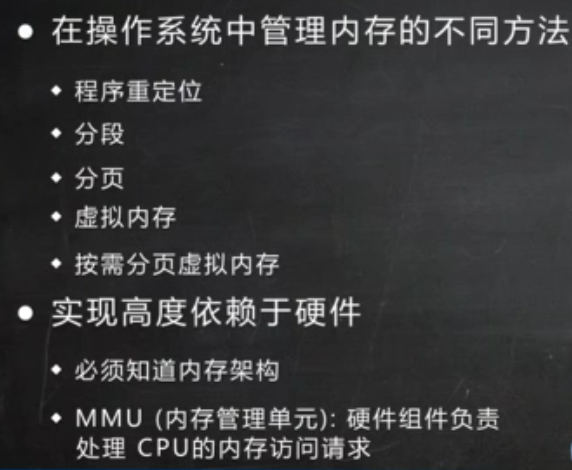 在操作系统中管理内存的不同方法
程序重定位
分段
分页
虚拟内存
按需分页虚拟内存
实现高度依赖于硬件
必须知道内存架构
MMU (内存管理单元): 硬件组件负责
处理 CPU的内存访问请求